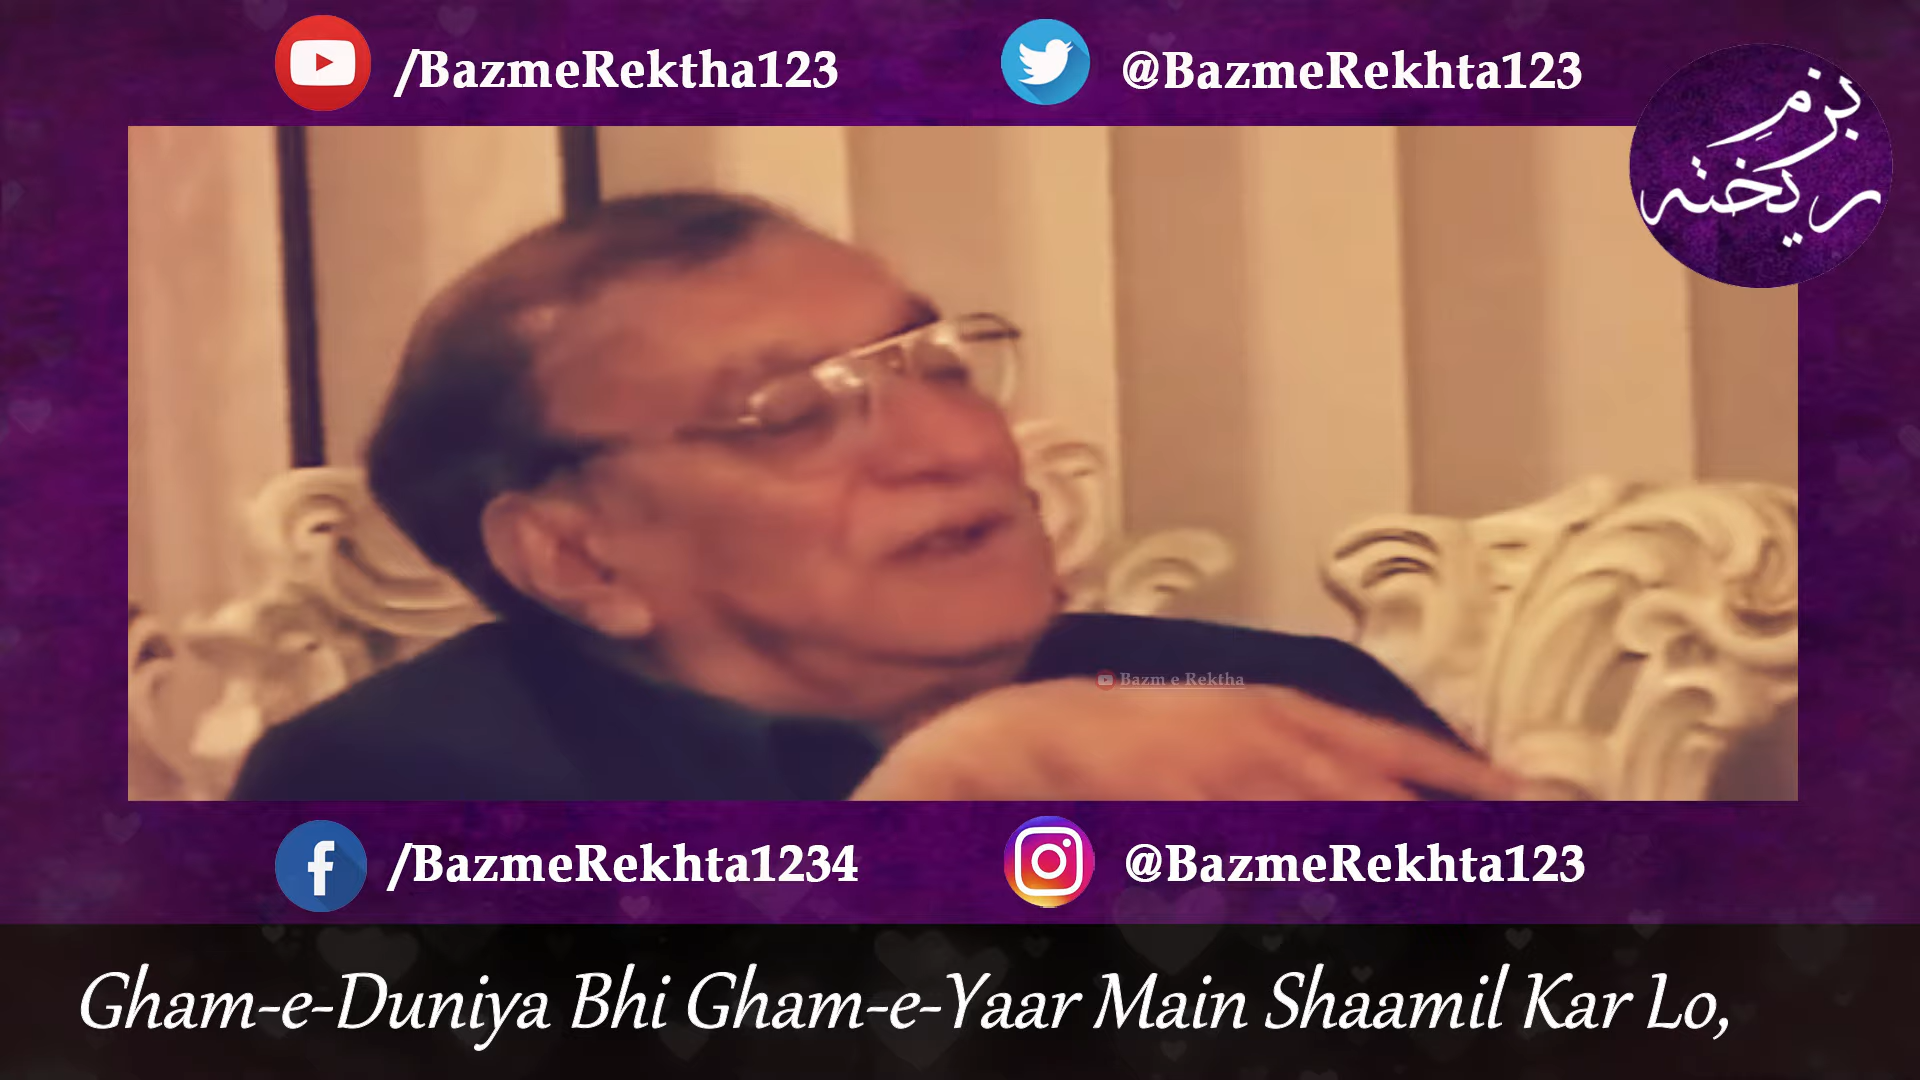 /BazmeRektha123
@BazmeRekhta123
بزمِ
ریختہ
Bazm e Rektha
/BazmeRekhta1234
@BazmeRekhta123
Gham-e-Duniya Bhi Gham-e-Yaar Main Shaamil Kar Lo,